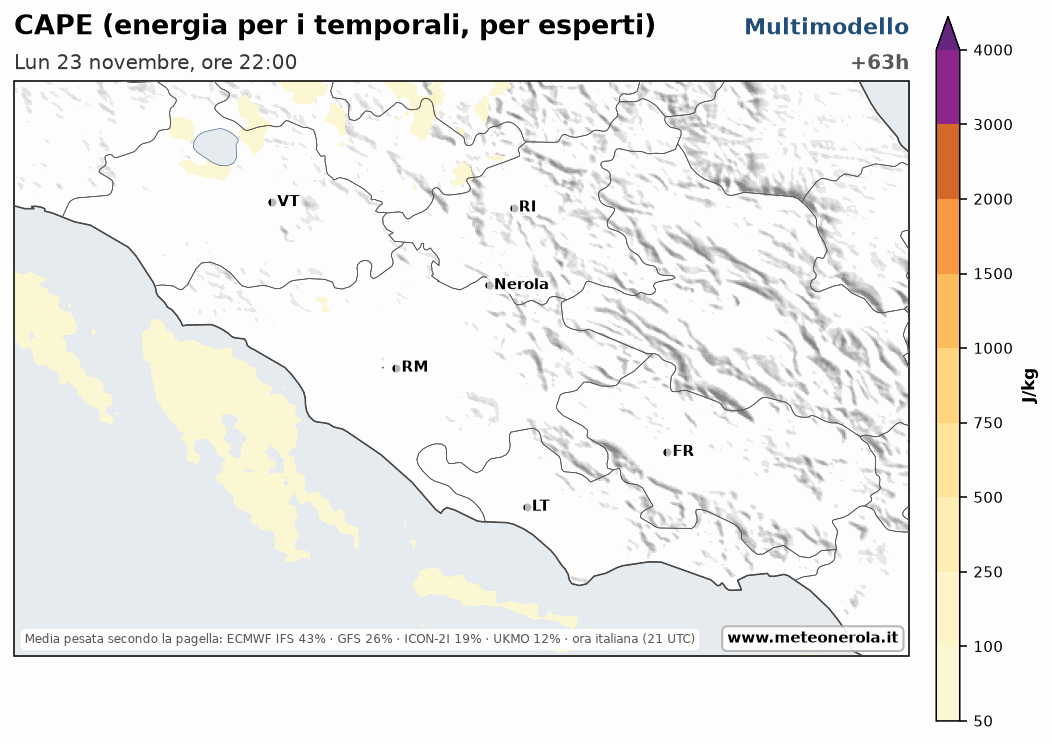 CAPE (energia per i temporali, per esperti)
Multimodello
Lun 23 novembre, ore 22:00
+63h
VT
RI
Nerola
RM
FR
LT
Media pesata secondo la pagella: ECMWF IFS 43% · GFS 26% · ICON-2I 19% · UKMO 12% · ora italiana (21 UTC)
www.meteonerola.it
4000
3000
2000
1500
1000
750
500
250
100
50
J/kg